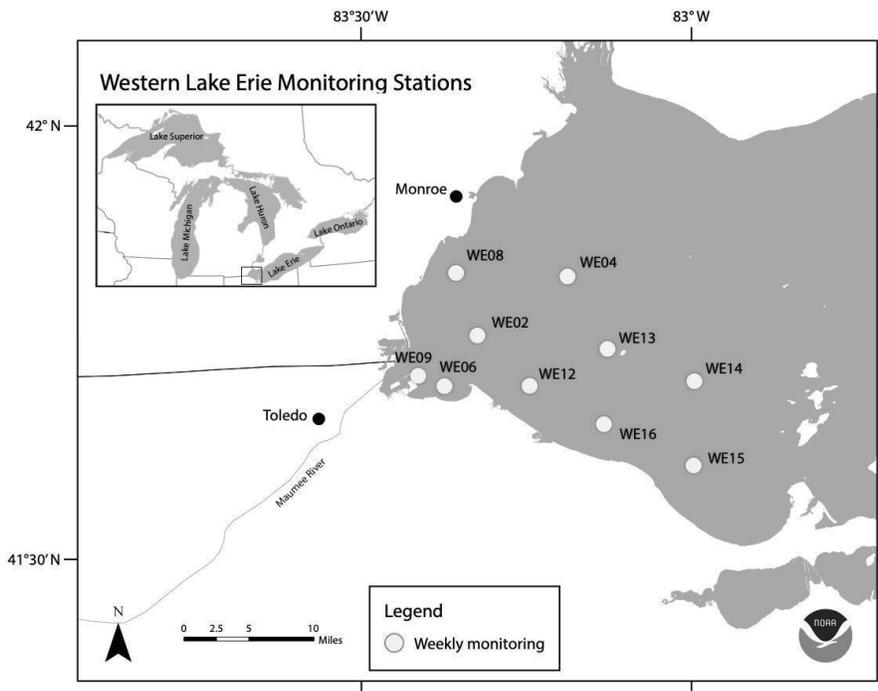 83°30'W
83°W
Western Lake Erie Monitoring Stations
42° N
Lake Superior
Lake Michigan
Lake Huron
Lake Ontario
Lake Erie
Monroe
WE08
WE04
WE02
WE13
WE09
WE06
WE12
WE14
Toledo
WE16
WE15
Maumee River
41°30' N
N
0 2.5 5 10
Miles
Legend
Weekly monitoring
NOAA